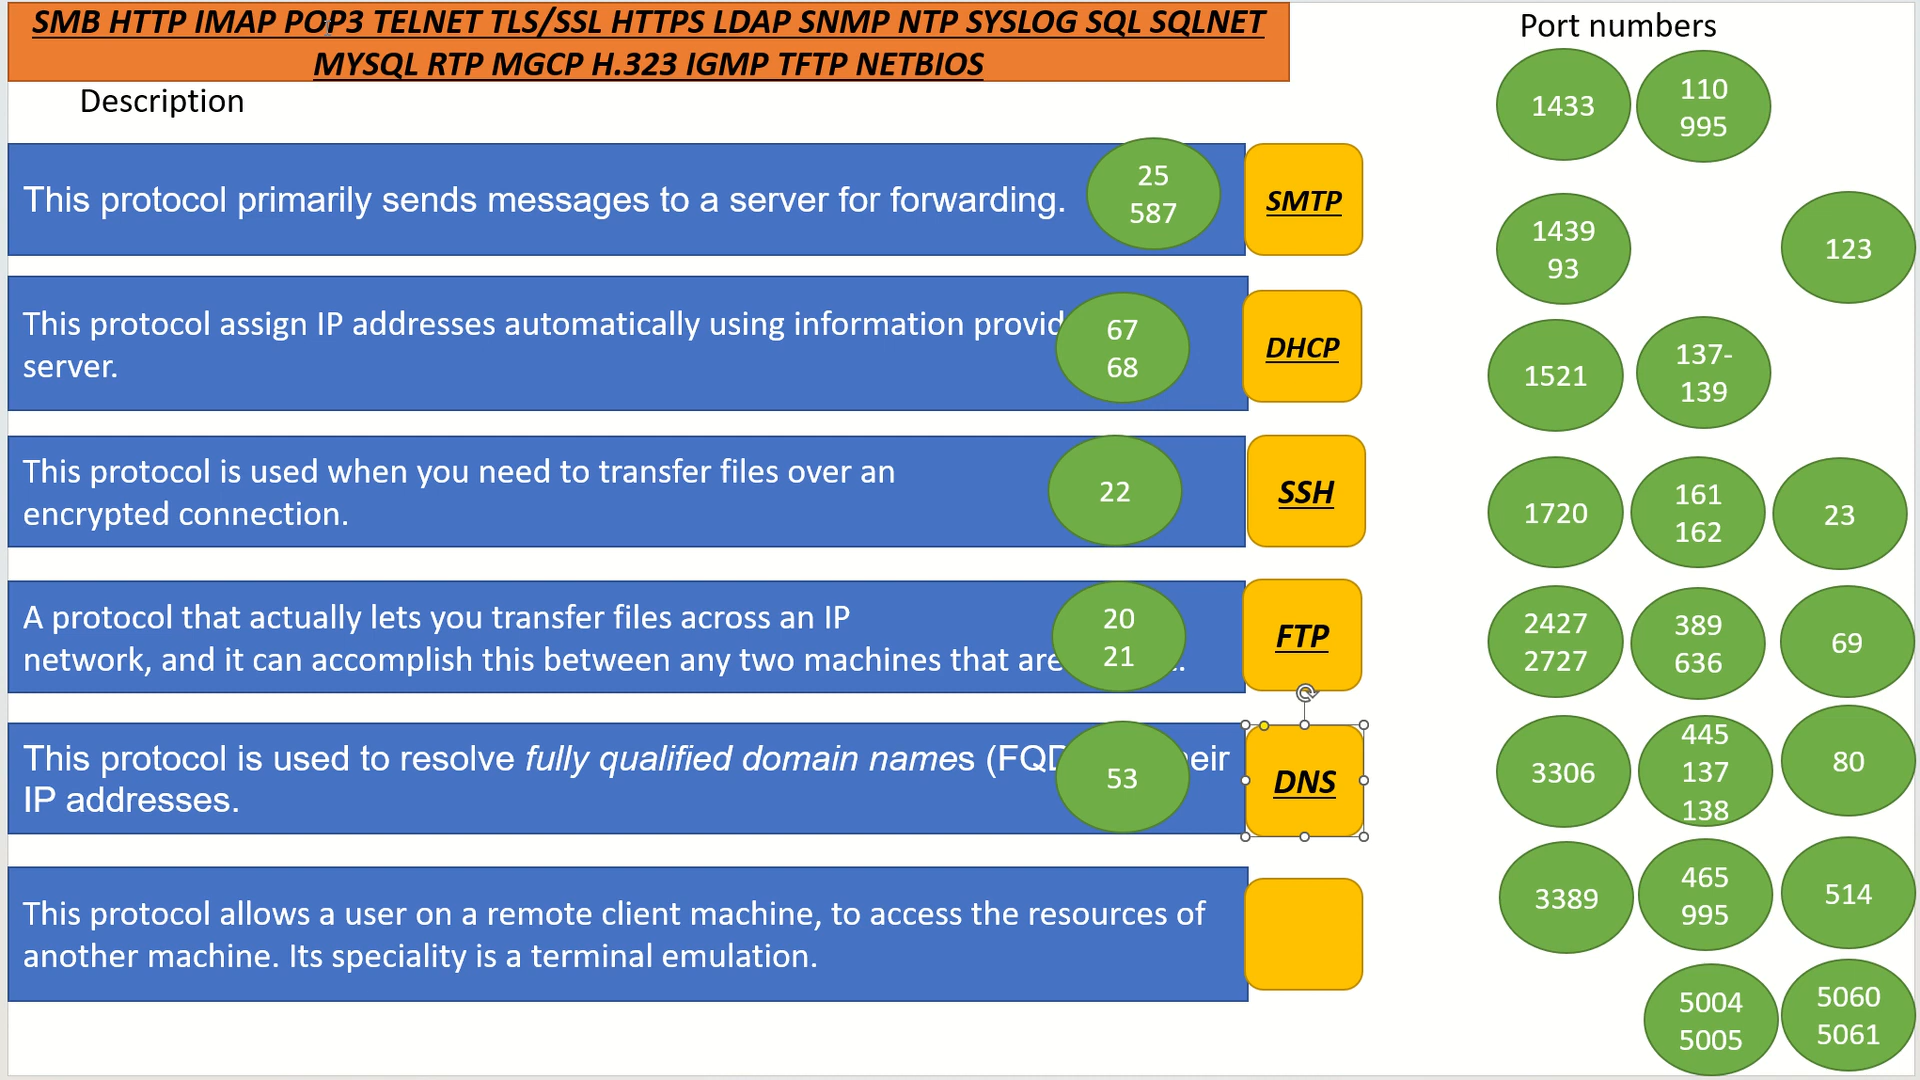 SMB HTTP IMAP POP3 TELNET TLS/SSL HTTPS LDAP SNMP NTP SYSLOG SQL SQLNET
MYSQL RTP MGCP H.323 IGMP TFTP NETBIOS
Port numbers
Description
1433
110
995
This protocol primarily sends messages to a server for forwarding.
25
587
SMTP
1439
93
123
This protocol assign IP addresses automatically using information provid
server.
67
68
DHCP
1521
137-
139
This protocol is used when you need to transfer files over an
encrypted connection.
22
SSH
1720
161
162
23
A protocol that actually lets you transfer files across an IP
network, and it can accomplish this between any two machines that are
20
21
FTP
2427
2727
389
636
69
This protocol is used to resolve fully qualified domain names (FQD eir
IP addresses.
53
DNS
3306
445
137
138
80
This protocol allows a user on a remote client machine, to access the resources of
another machine. Its speciality is a terminal emulation.
3389
465
995
514
5004
5005
5060
5061